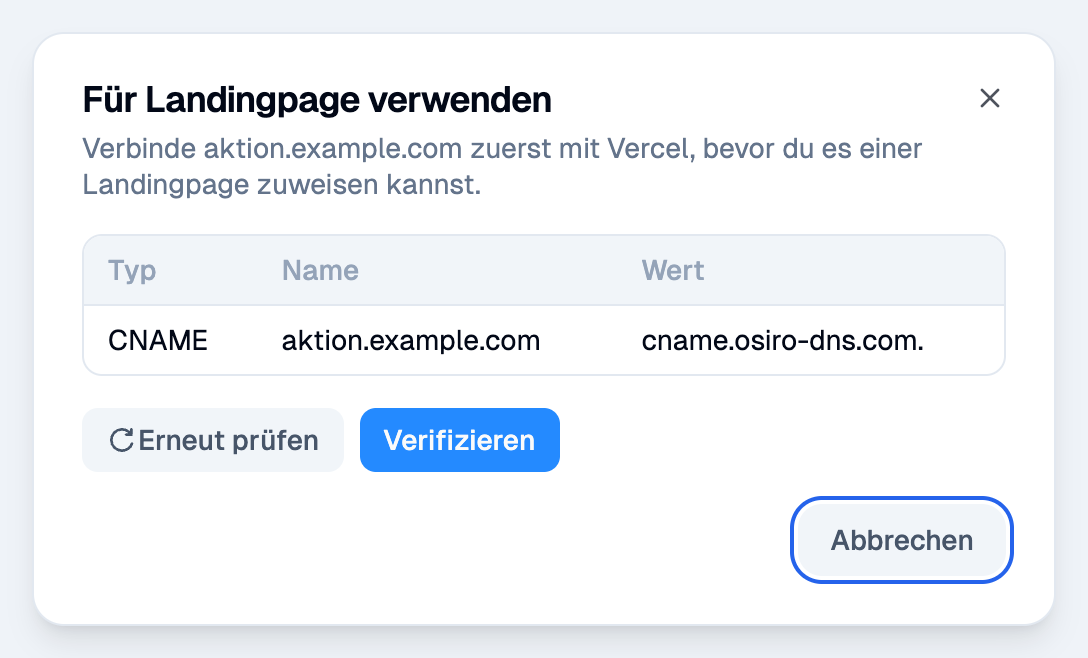 Für Landingpage verwenden
Verbinde aktion.example.com zuerst mit Vercel, bevor du es einer
Landingpage zuweisen kannst.
Typ Name Wert
CNAME aktion.example.com cname.osiro-dns.com.
Erneut prüfen Verifizieren
Abbrechen